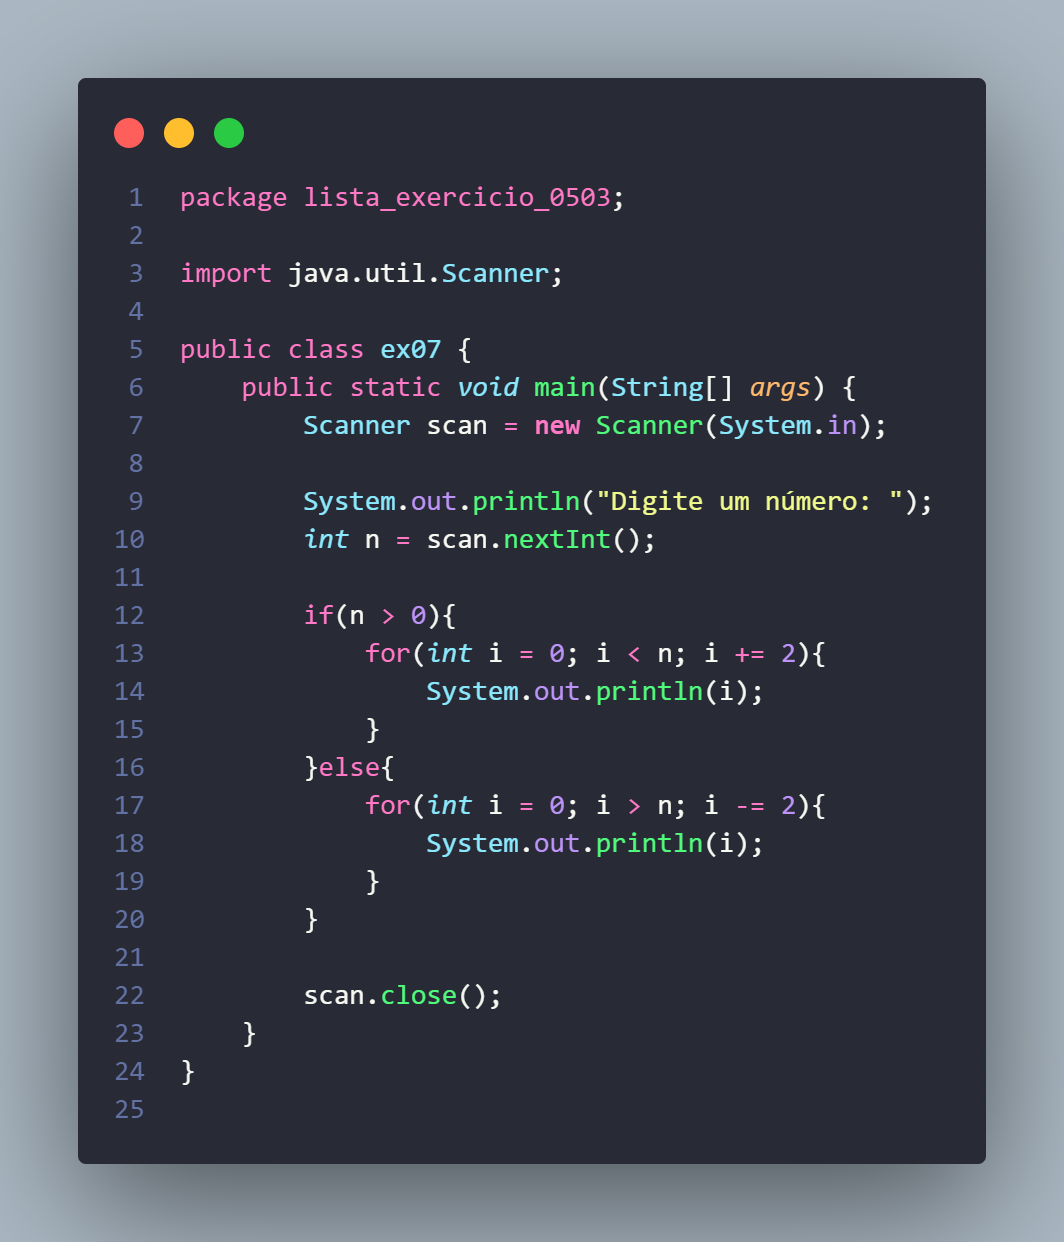 1 package lista_exercicio_0503;
2
3 import java.util.Scanner;
4
5 public class ex07 {
6     public static void main(String[] args) {
7         Scanner scan = new Scanner(System.in);
8
9         System.out.println("Digite um número: ");
10         int n = scan.nextInt();
11
12         if(n > 0){
13             for(int i = 0; i < n; i += 2){
14                 System.out.println(i);
15             }
16         }else{
17             for(int i = 0; i > n; i -= 2){
18                 System.out.println(i);
19             }
20         }
21
22         scan.close();
23     }
24 }
25